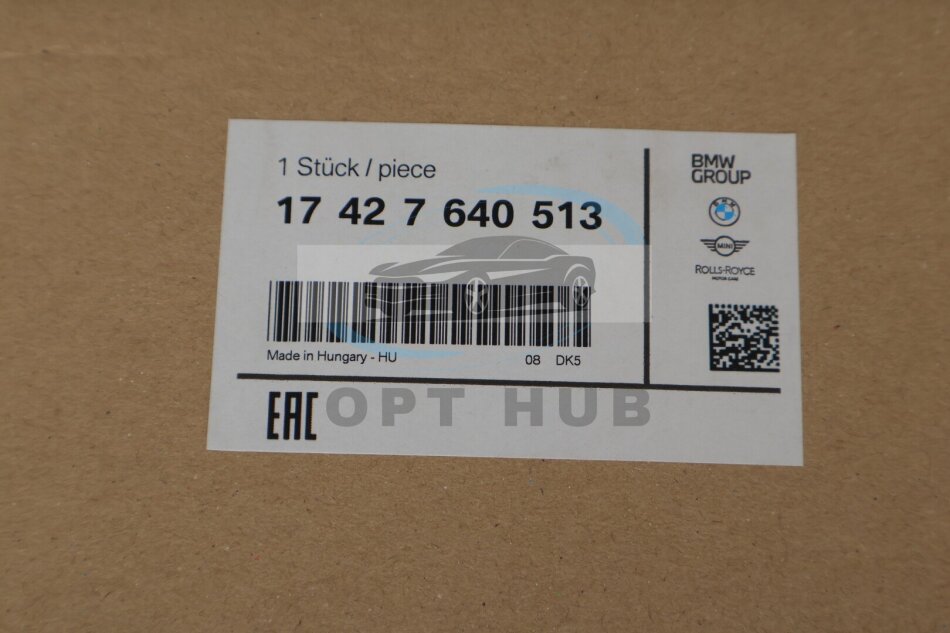 1 Stück / piece
17 42 7 640 513
Made in Hungary - HU
08 DK5
BMW
GROUP
BMW
MINI
ROLLS-ROYCE
MOTOR CARS
EAC
OPT HUB